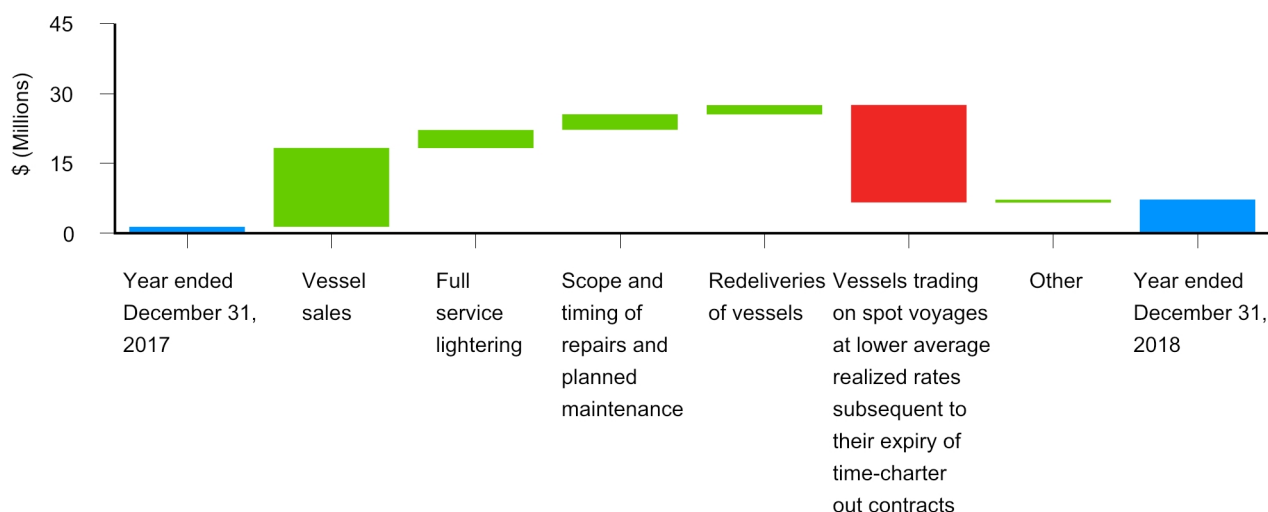 45
30
15
0
$ (Millions)
Year ended
December 31,
2017
Vessel
sales
Full
service
lightering
Scope and
timing of
repairs and
planned
maintenance
Redeliveries
of vessels
Vessels trading
on spot voyages
at lower average
realized rates
subsequent to
their expiry of
time-charter
out contracts
Other
Year ended
December 31,
2018